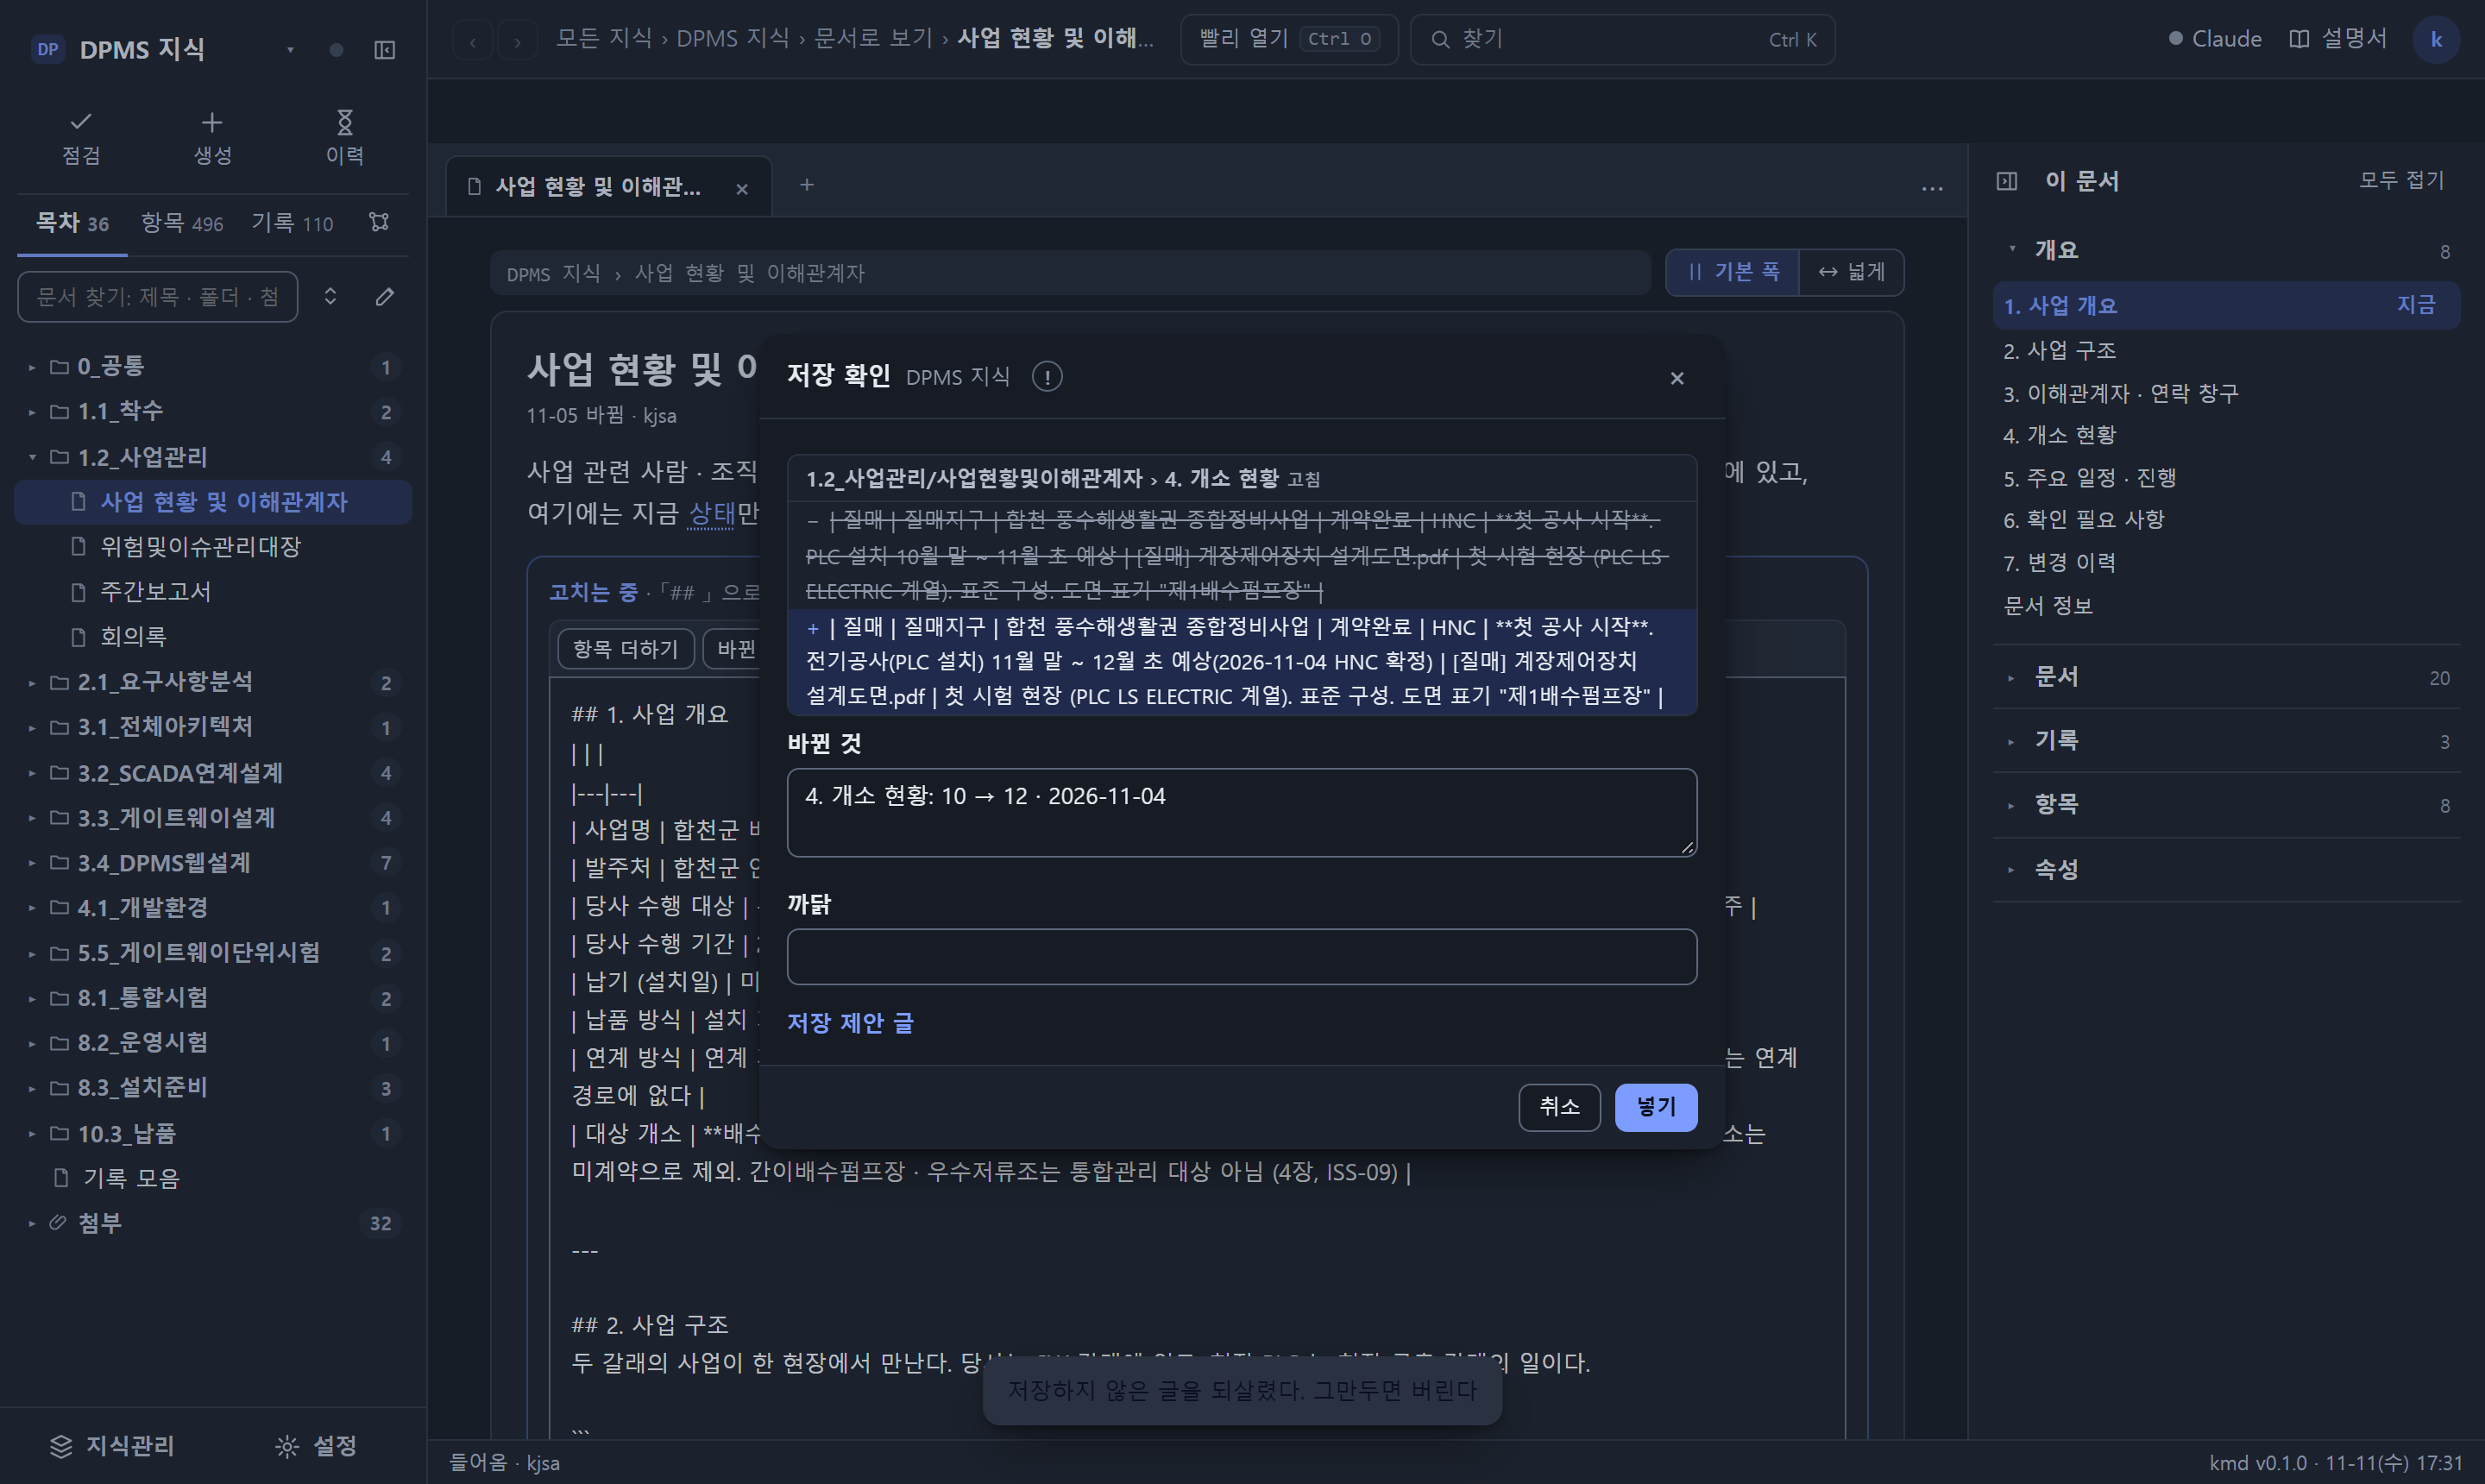 DP DPMS 지식
점검 생성 이력
목차 36 항목 496 기록 110
문서 찾기: 제목 · 폴더 · 첨
0_공통 1
1.1_착수 2
1.2_사업관리 4
사업 현황 및 이해관계자
위험및이슈관리대장
주간보고서
회의록
2.1_요구사항분석 2
3.1_전체아키텍처 1
3.2_SCADA연계설계 4
3.3_게이트웨이설계 4
3.4_DPMS웹설계 7
4.1_개발환경 1
5.5_게이트웨이단위시험 2
8.1_통합시험 2
8.2_운영시험 1
8.3_설치준비 3
10.3_납품 1
기록 모음
첨부 32
지식관리 설정
모든 지식 › DPMS 지식 › 문서로 보기 › 사업 현황 및 이해...
빨리 열기 Ctrl O
찾기 Ctrl K
Claude 설명서 k
사업 현황 및 이해관... × + ...
DPMS 지식 › 사업 현황 및 이해관계자
기본 폭 넓게
사업 현황 및 이
11-05 바뀜 · kjsa
사업 관련 사람 · 조직 에 있고,
여기에는 지금 상태만
고치는 중 ·「## 」으로
항목 더하기 바뀐
## 1. 사업 개요
| | |
|---|---|
| 사업명 | 합천군
| 발주처 | 합천군
| 당사 수행 대상 | 주 |
| 당사 수행 기간 |
| 납기 (설치일) | 미
| 납품 방식 | 설치
| 연계 방식 | 연계 는 연계
경로에 없다 |
| 대상 개소 | **배수 소는
미계약으로 제외. 간이배수펌프장 · 우수저류조는 통합관리 대상 아님 (4장, ISS-09) |
---
## 2. 사업 구조
두 갈래의 사업이 한 현장에서 만난다. 일이다.
```
저장 확인 DPMS 지식 ! ×
1.2_사업관리/사업현황및이해관계자 › 4. 개소 현황 고침
− | 질매 | 질매지구 | 합천 풍수해생활권 종합정비사업 | 계약완료 | HNC | **첫 공사 시작**.
PLC 설치 10월 말 ~ 11월 초 예상 | [질매] 계장제어장치 설계도면.pdf | 첫 시험 현장 (PLC LS
ELECTRIC 계열). 표준 구성. 도면 표기 "제1배수펌프장" |
+ | 질매 | 질매지구 | 합천 풍수해생활권 종합정비사업 | 계약완료 | HNC | **첫 공사 시작**.
전기공사(PLC 설치) 11월 말 ~ 12월 초 예상(2026-11-04 HNC 확정) | [질매] 계장제어장치
설계도면.pdf | 첫 시험 현장 (PLC LS ELECTRIC 계열). 표준 구성. 도면 표기 "제1배수펌프장" |
바뀐 것
4. 개소 현황: 10 → 12 · 2026-11-04
까닭
저장 제안 글
취소 넣기
저장하지 않은 글을 되살렸다. 그만두면 버린다
이 문서 모두 접기
개요 8
1. 사업 개요 지금
2. 사업 구조
3. 이해관계자 · 연락 창구
4. 개소 현황
5. 주요 일정 · 진행
6. 확인 필요 사항
7. 변경 이력
문서 정보
문서 20
기록 3
항목 8
속성
들어옴 · kjsa
kmd v0.1.0 · 11-11(수) 17:31